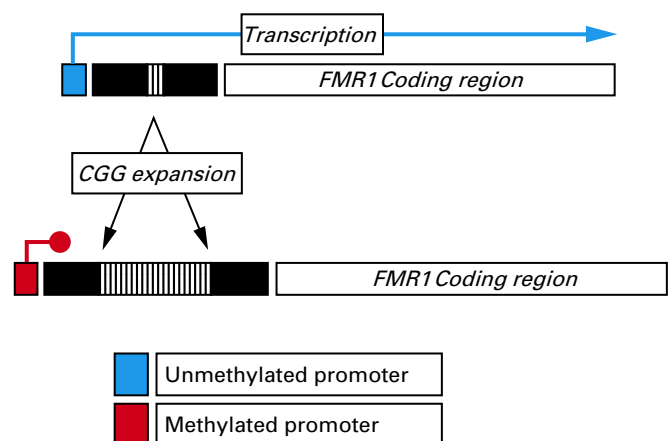 Transcription
FMR1 Coding region
CGG expansion
FMR1 Coding region
Unmethylated promoter
Methylated promoter